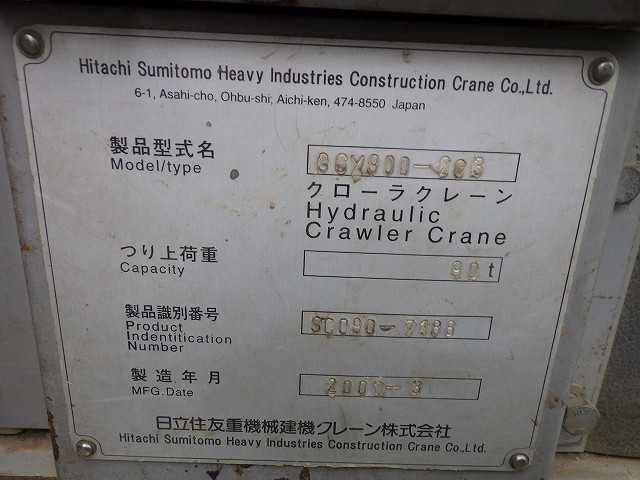 Hitachi Sumitomo Heavy Industries Construction Crane Co.,Ltd.
6-1, Asahi-cho, Ohbu-shi, Aichi-ken, 474-8550 Japan
製品型式名
Model/type
クローラクレーン
Hydraulic
Crawler Crane
つり上荷重
Capacity
90 t
製品識別番号
Product
Indentitication
Number
製造年月
MFG.Date
日立住友重機械建機クレーン株式会社
Hitachi Sumitomo Heavy Industries Construction Crane Co.,Ltd.